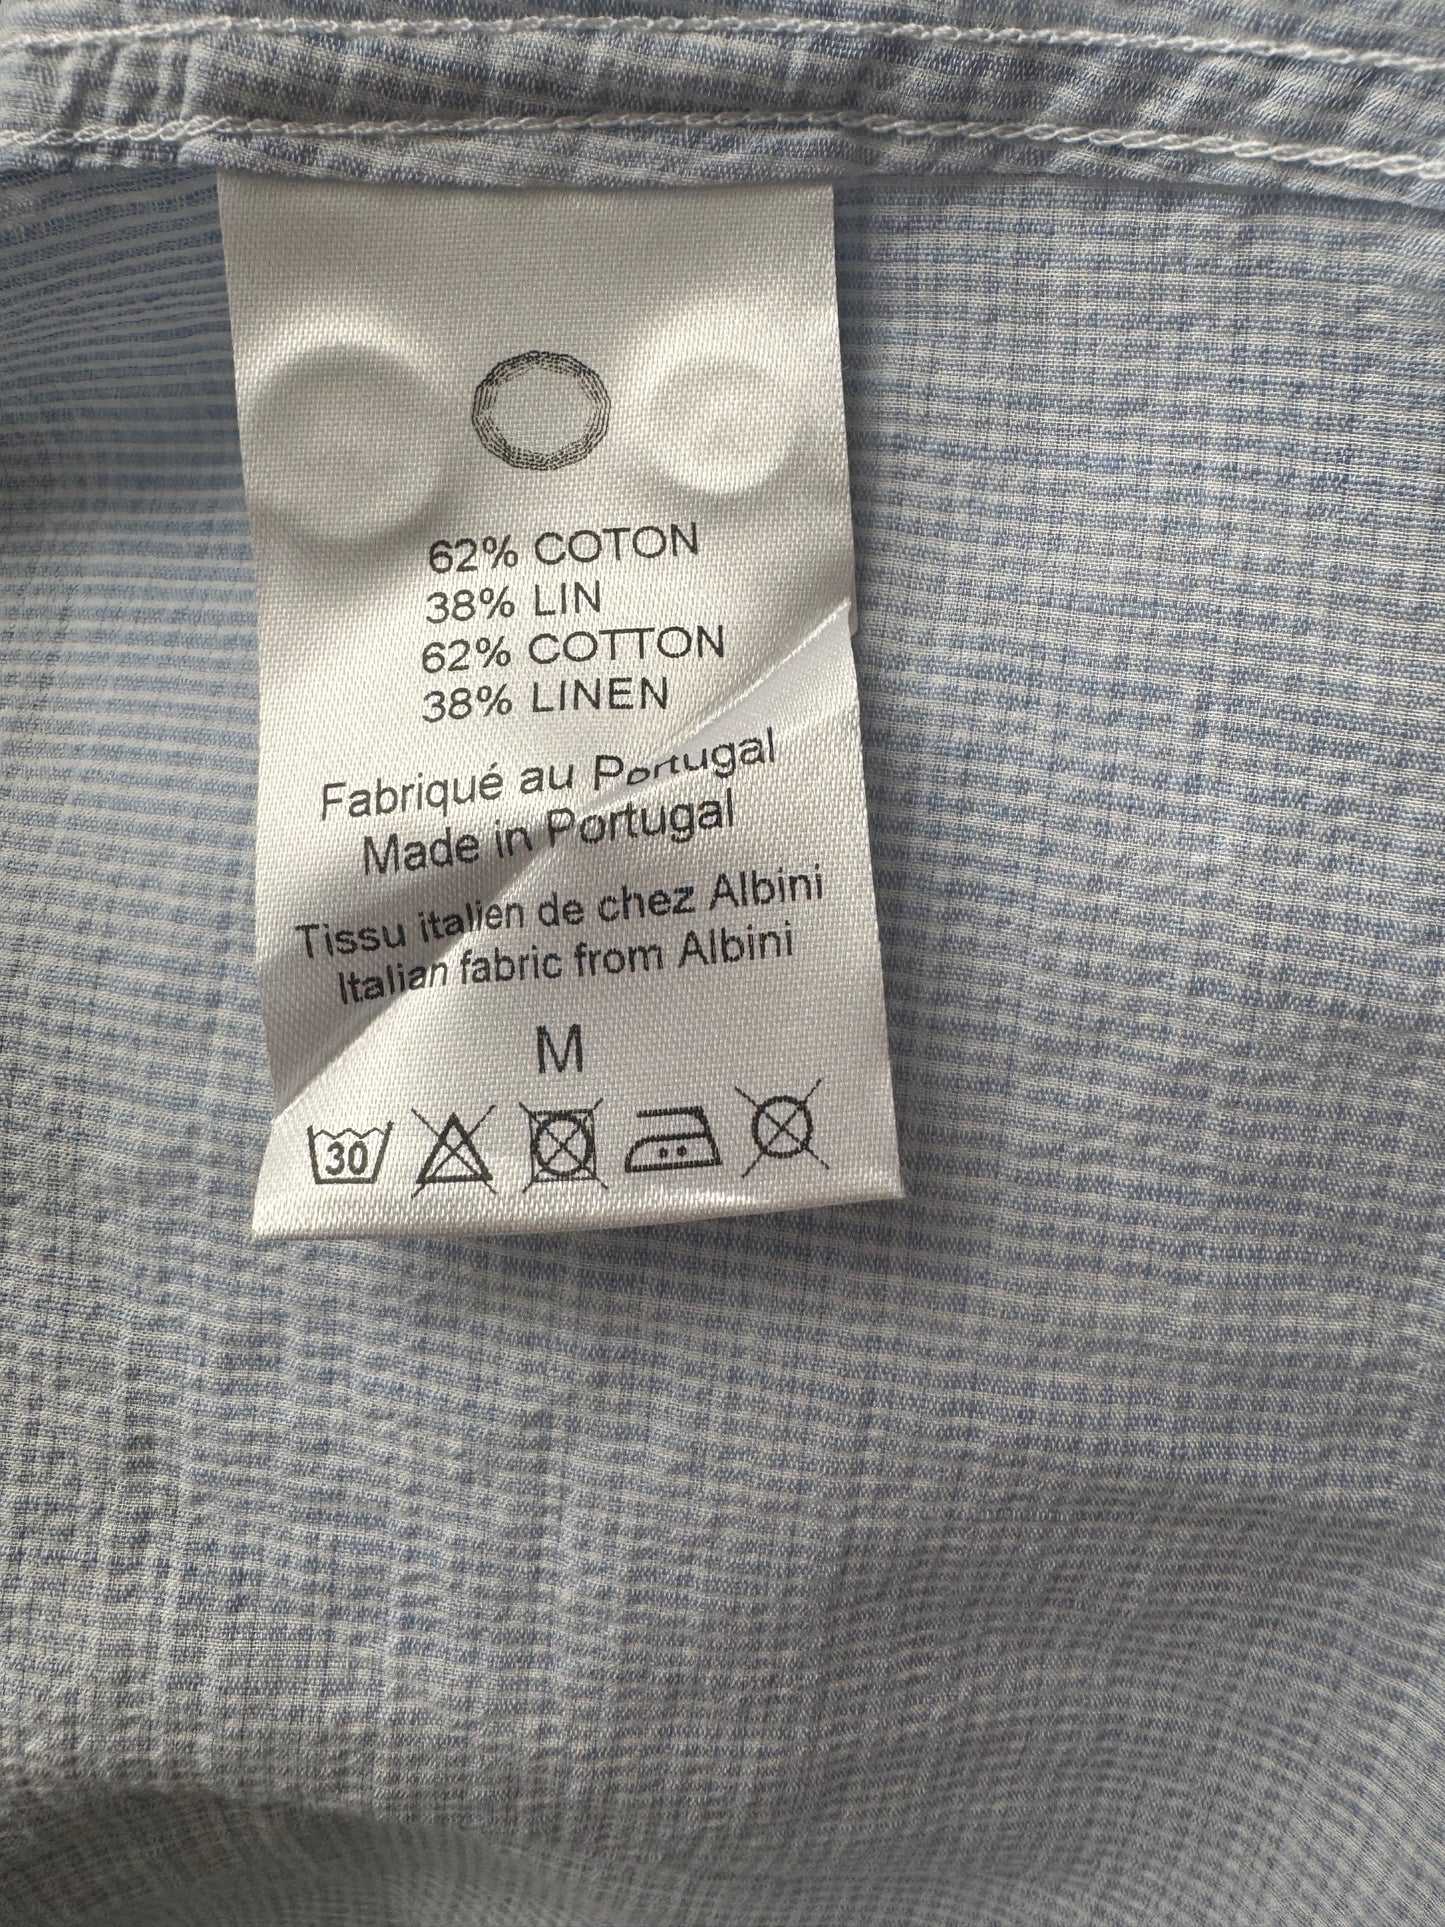 62% COTON
38% LIN
62% COTTON
38% LINEN
Fabriqué au Portugal
Made in Portugal
Tissu italien de chez Albini
Italian fabric from Albini
M
30